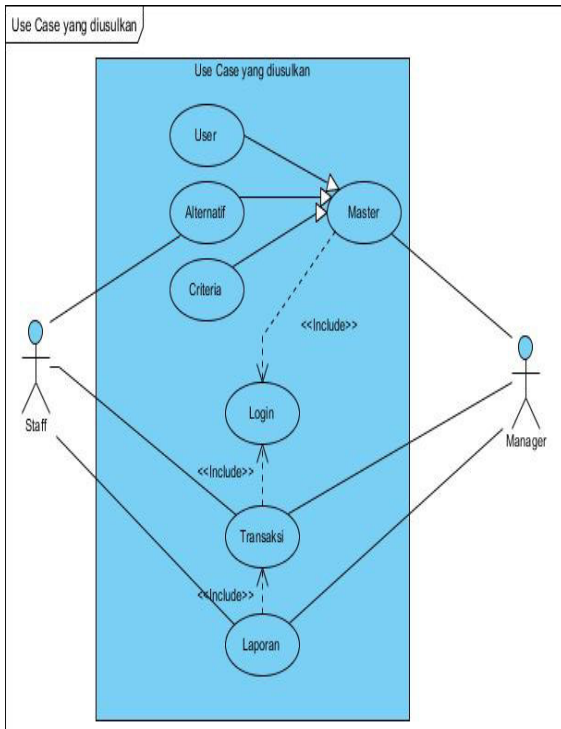 Use Case yang diusulkan
Use Case yang diusulkan
User
Alternatif
Master
Criteria
<<Include>>
Login
Staff
Manager
<<Include>>
Transaksi
<<Include>>
Laporan